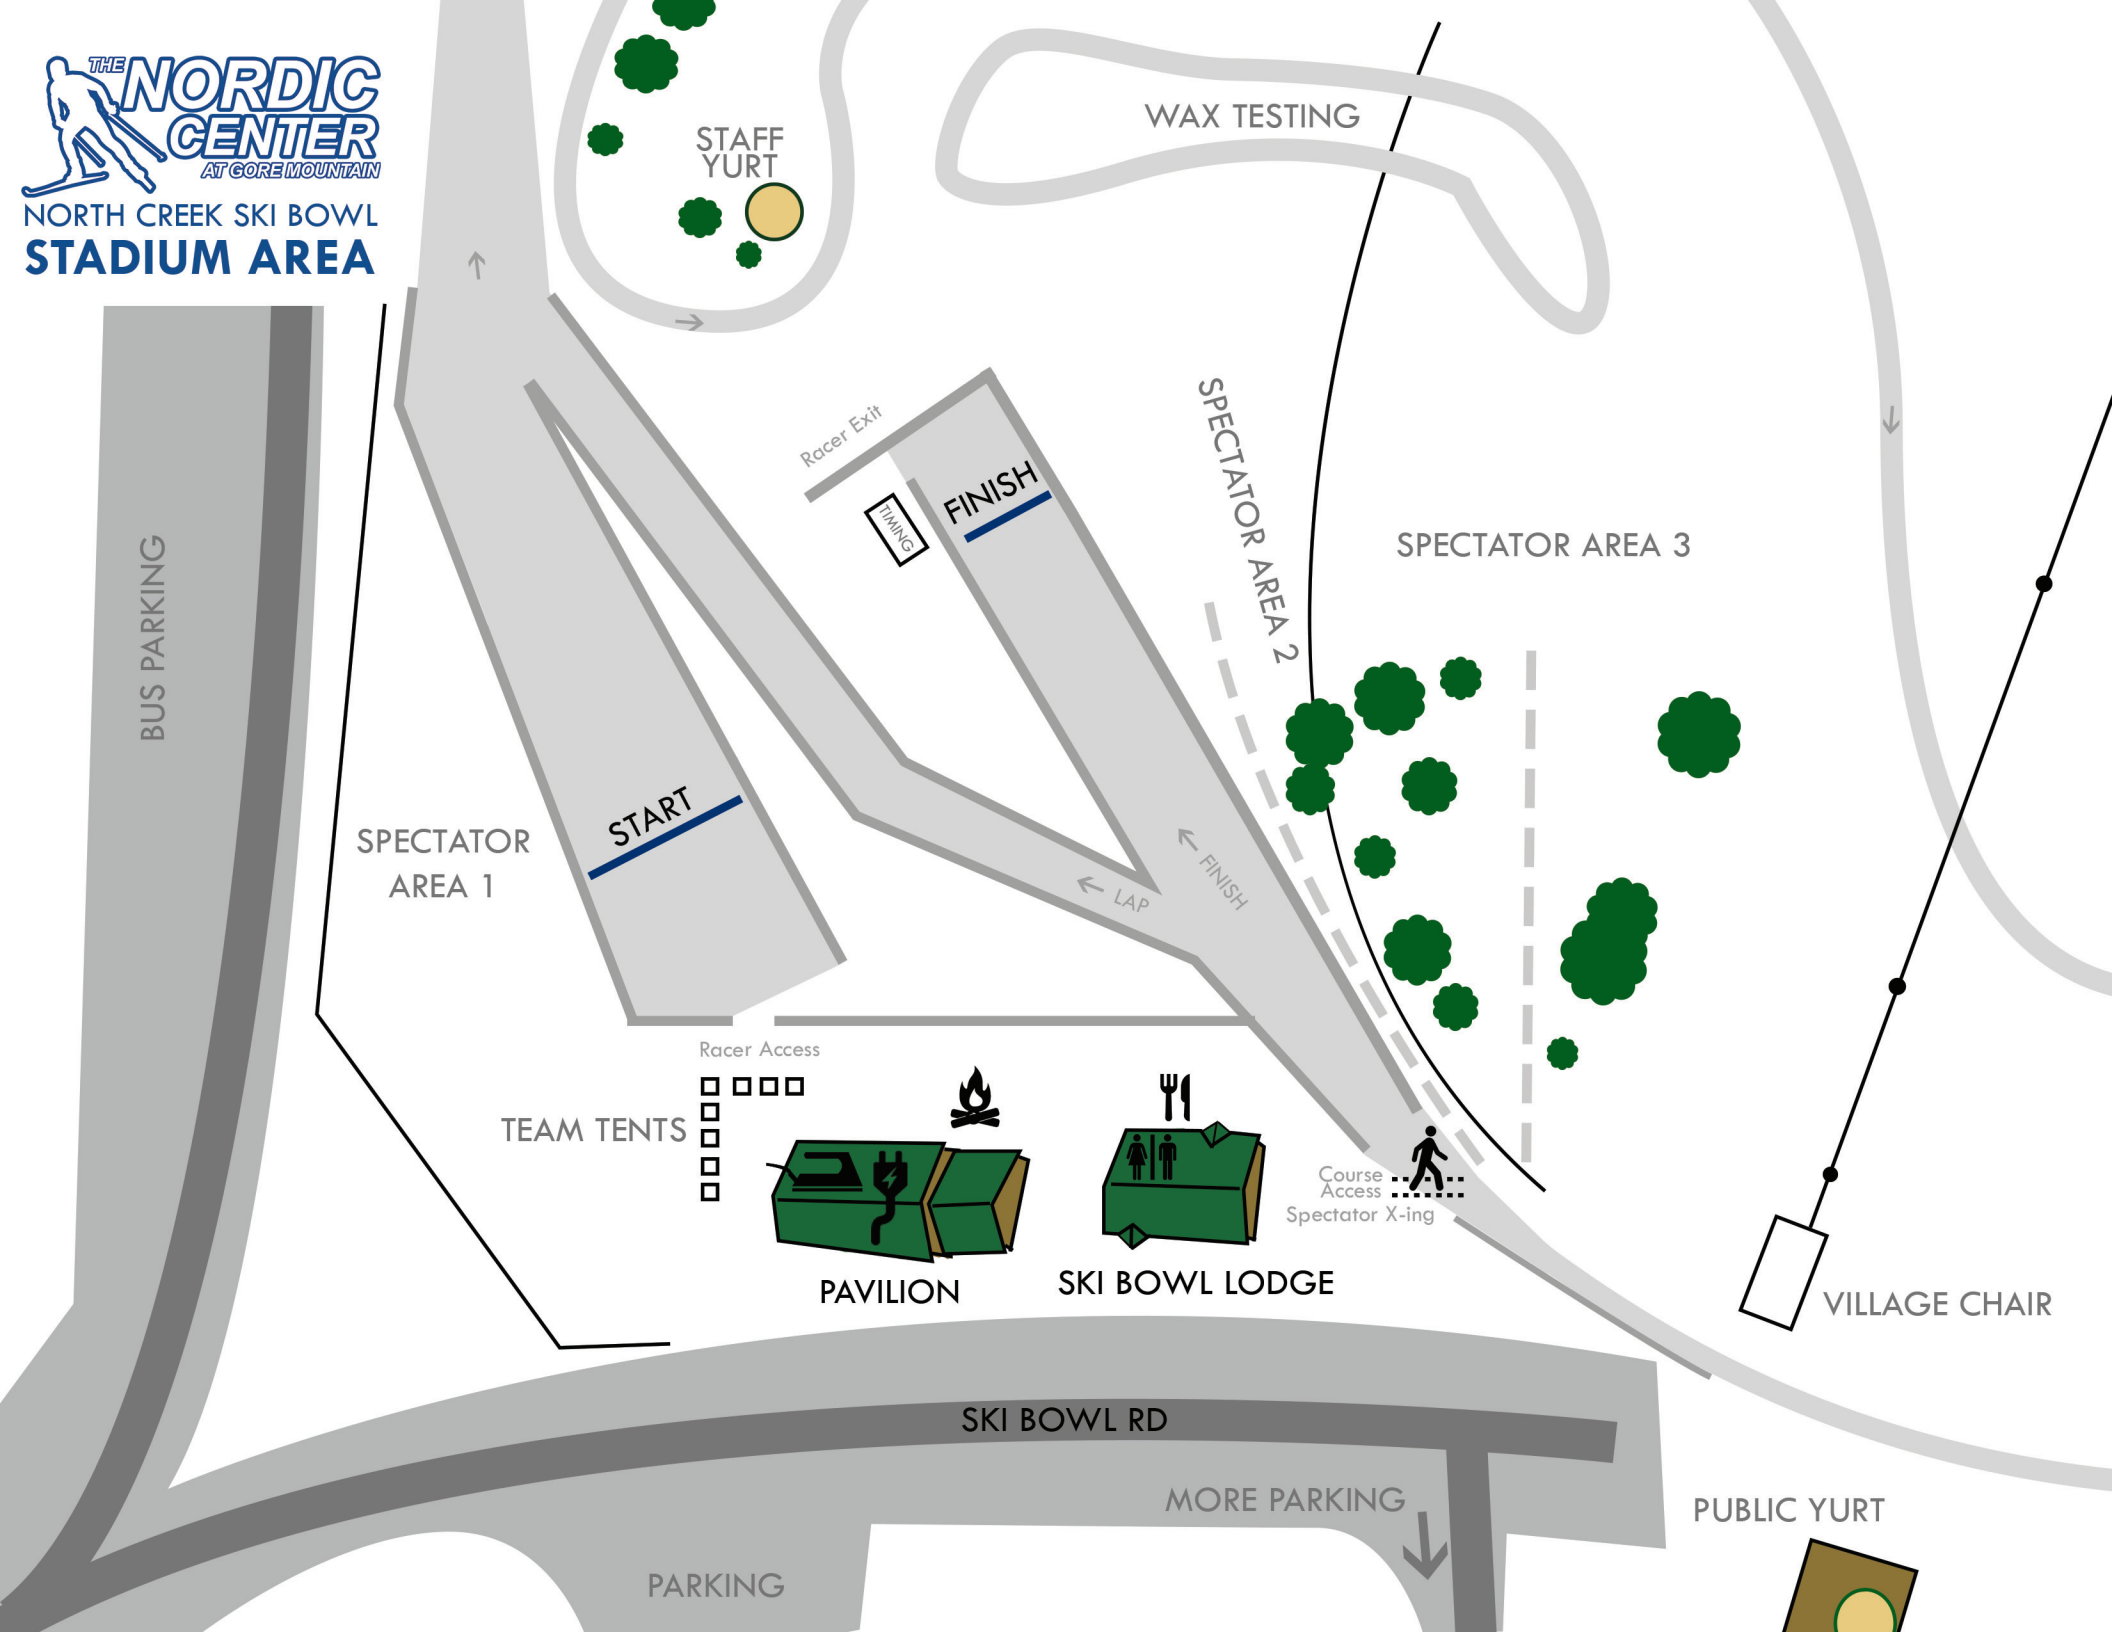 THE NORDIC
CENTER
AT GORE MOUNTAIN
NORTH CREEK SKI BOWL
STADIUM AREA
STAFF
YURT
WAX TESTING
Racer Exit
TIMING
FINISH
SPECTATOR AREA 2
SPECTATOR AREA 3
BUS PARKING
START
SPECTATOR
AREA 1
LAP
FINISH
Racer Access
TEAM TENTS
Course
Access
Spectator X-ing
PAVILION
SKI BOWL LODGE
VILLAGE CHAIR
SKI BOWL RD
MORE PARKING
PUBLIC YURT
PARKING